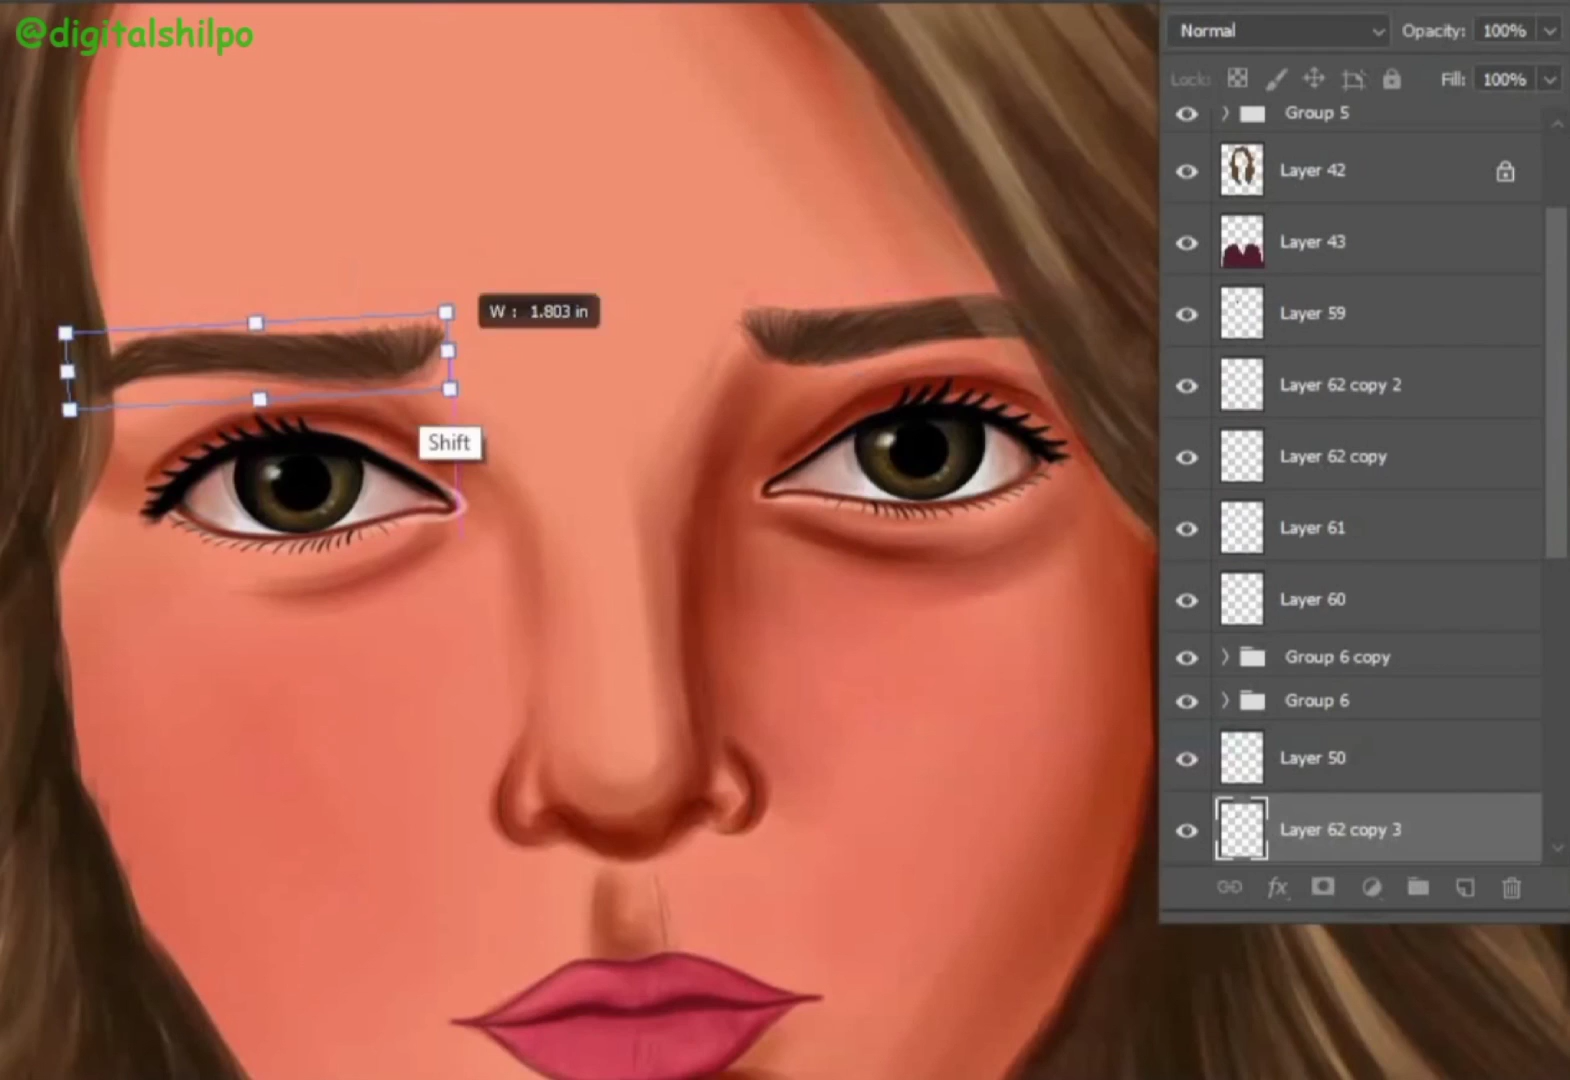 @digitalshilpo
Normal Opacity: 100%
Lock: Fill: 100%
Group 5
Layer 42
Layer 43
W : 1.803 in
Layer 59
Layer 62 copy 2
Shift
Layer 62 copy
Layer 61
Layer 60
Group 6 copy
Group 6
Layer 50
Layer 62 copy 3
fx